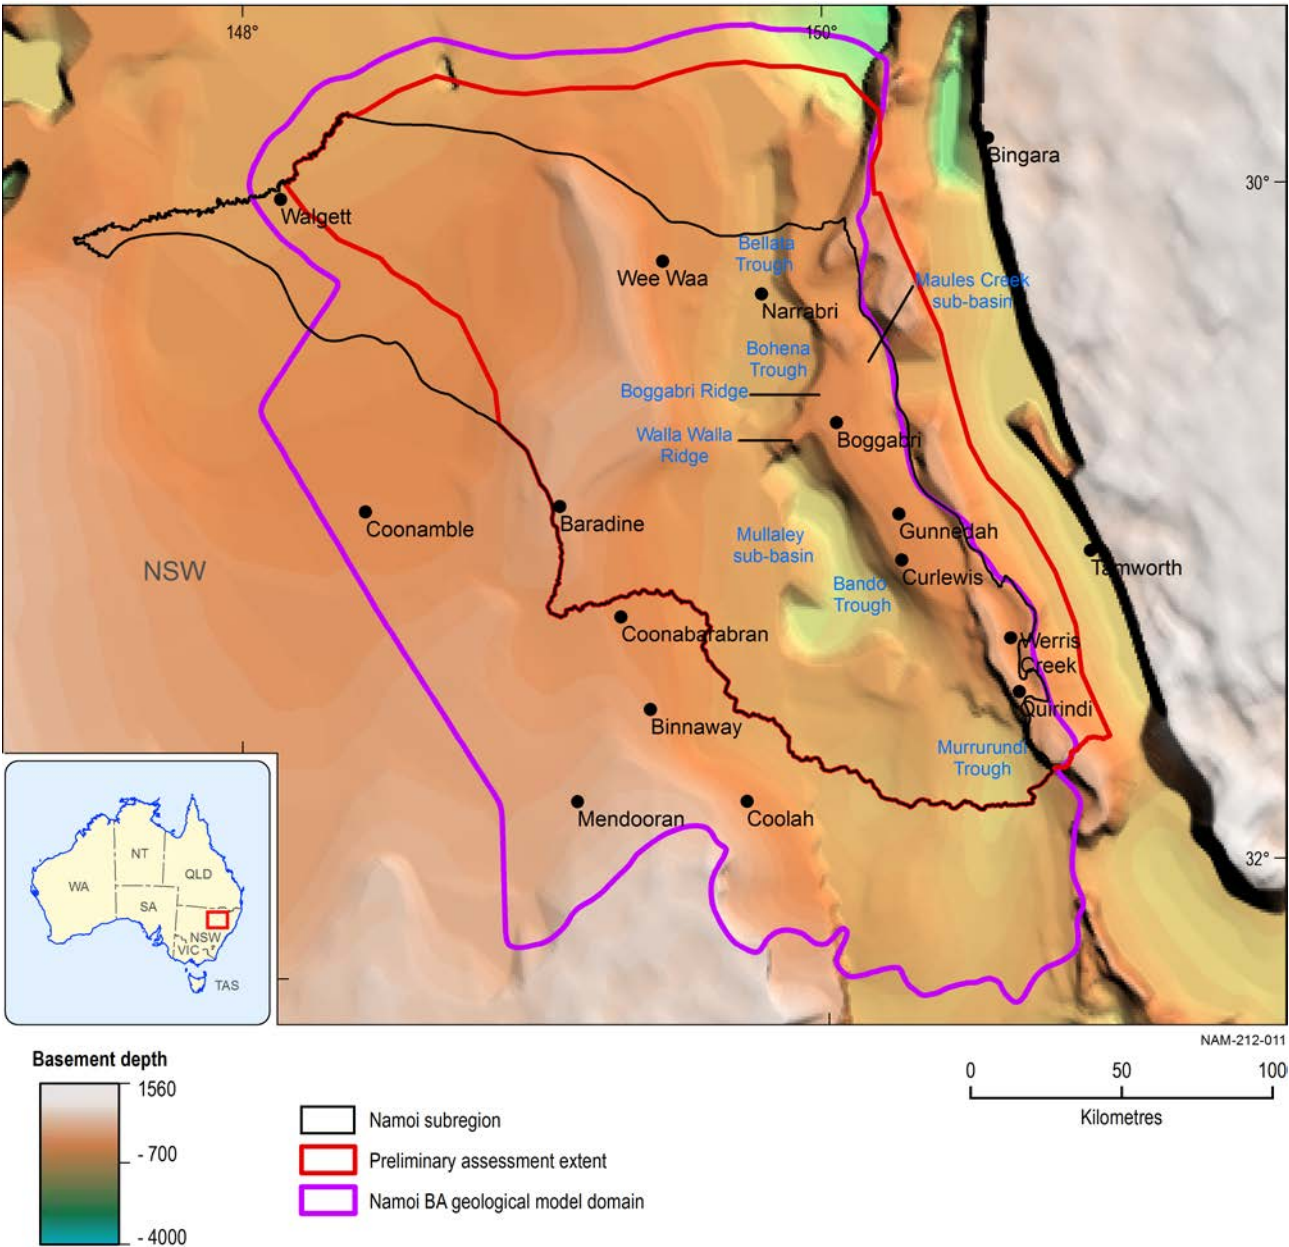 148°
150°
Bingara
30°
Walgett
Bellata
Trough
Wee Waa
Maules Creek
sub-basin
Narrabri
Bohena
Trough
Boggabri Ridge
Walla Walla
Ridge
Boggabri
Coonamble
Baradine
Gunnedah
Mullaley
sub-basin
NSW
Curlewis
Tamworth
Bando
Trough
Coonabarabran
Werris
Creek
Quirindi
Binnaway
Murrurundi
Trough
Mendooran
Coolah
32°
NT
QLD
WA
SA
NSW
VIC
TAS
NAM-212-011
Basement depth
1560
- 700
- 4000
Namoi subregion
Preliminary assessment extent
Namoi BA geological model domain
0 50 100
Kilometres